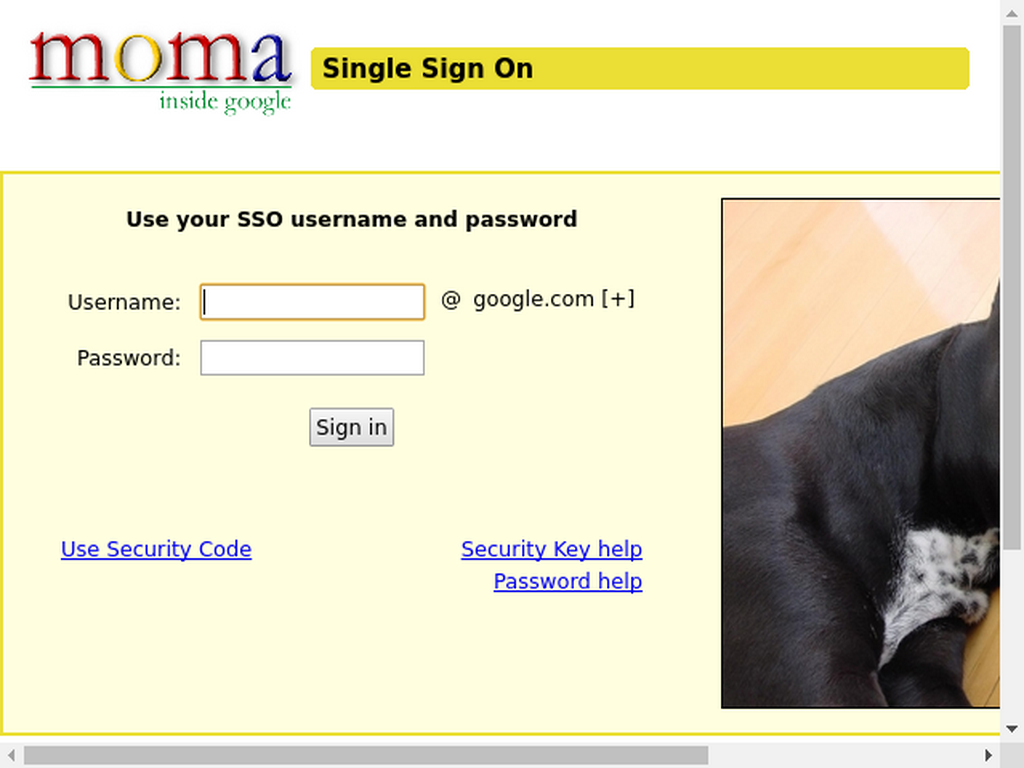 moma
inside google
Single Sign On
Use your SSO username and password
Username: @ google.com [+]
Password:
Sign in
Use Security Code
Security Key help
Password help